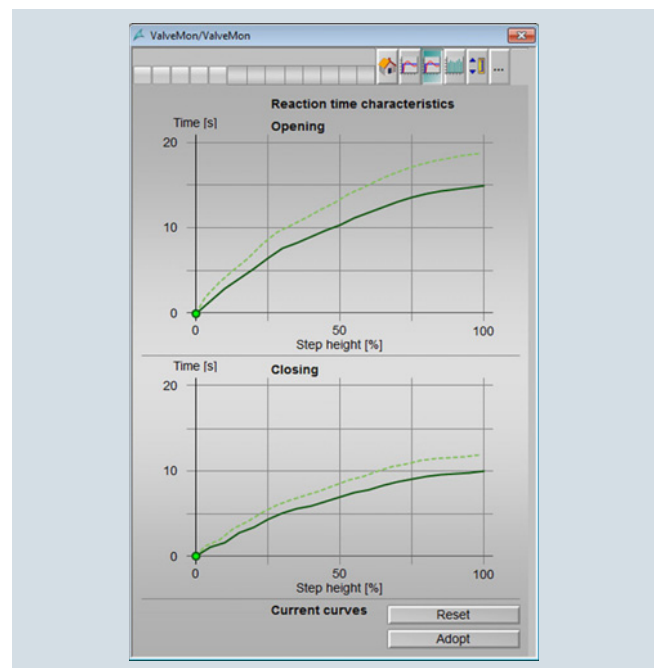 ValveMon/ValveMon
...
Reaction time characteristics
Time [s]
Opening
20
10
0
0 50 100
Step height [%]
Time [s]
Closing
20
10
0
0 50 100
Step height [%]
Current curves
Reset
Adopt